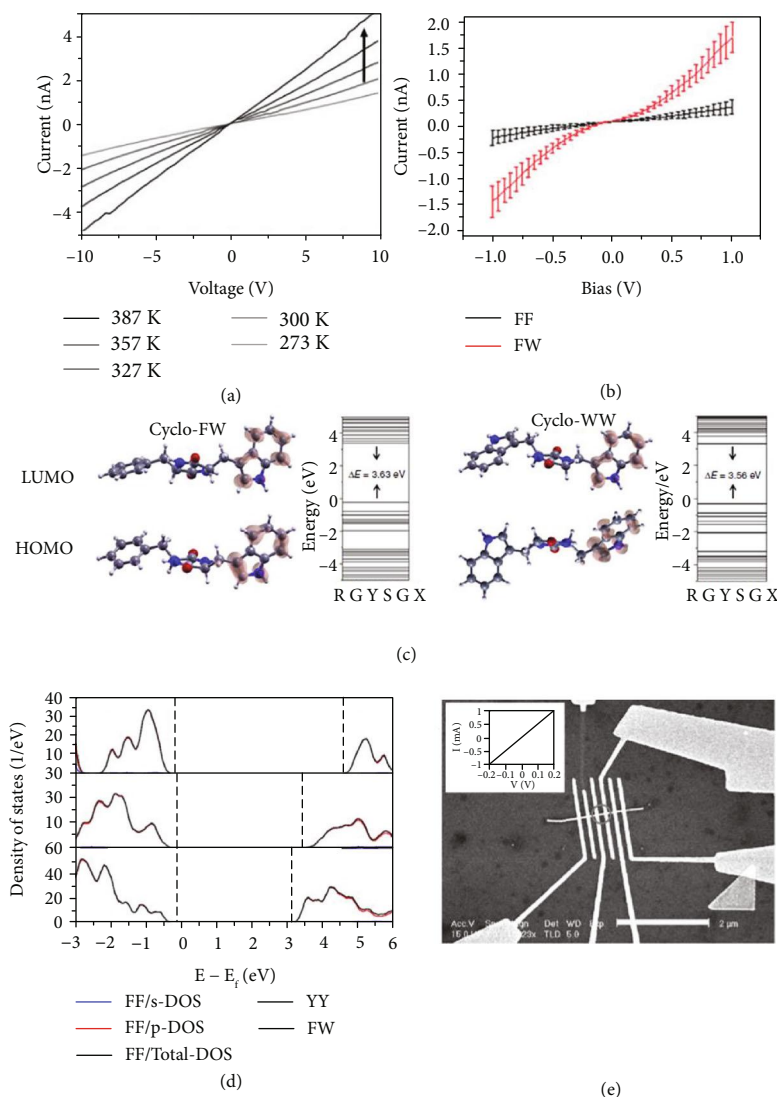 4
2
0
−2
−4
Current (nA)
−10
−5
0
5
10
Voltage (V)
387 K
357 K
327 K
300 K
273 K
(a)
2.0
1.5
1.0
0.5
0.0
−0.5
−1.0
−1.5
2.0
Current (nA)
−1.0
−0.5
0.0
0.5
1.0
Bias (V)
FF
FW
(b)
Cyclo-FW
LUMO
HOMO
Energy (eV)
4
2
0
−2
−4
ΔE = 3.63 eV
R G Y S G X
Cyclo-WW
Energy/eV
4
2
0
−2
−4
ΔE = 3.56 eV
R G Y S G X
(c)
Density of states (1/eV)
40
30
20
10
30
20
10
60
40
20
0
−3
−2
−1
0
1
2
3
4
5
6
E − Ef (eV)
FF/s-DOS
FF/p-DOS
FF/Total-DOS
YY
FW
(d)
I (mA)
1
0.5
0
−0.5
−1
−0.2
−0.1
0
0.1
0.2
V (V)
Acc.V
Det WD
TLD 5.0
2 μm
(e)